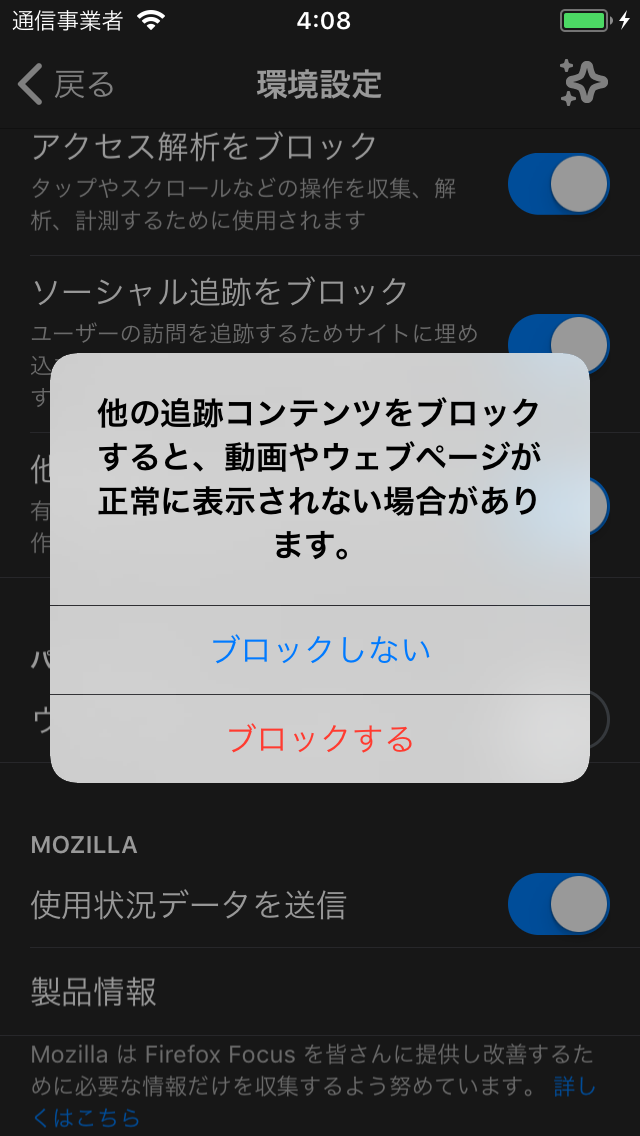 通信事業者
4:08
戻る
環境設定
アクセス解析をブロック
タップやスクロールなどの操作を収集、解
析、計測するために使用されます
ソーシャル追跡をブロック
ユーザーの訪問を追跡するためサイトに埋め
込
す
他の追跡コンテンツをブロック
すると、動画やウェブページが
正常に表示されない場合があり
ます。
他
有
作
ブロックしない
パ
ウ
ブロックする
MOZILLA
使用状況データを送信
製品情報
Mozilla は Firefox Focus を皆さんに提供し改善するた
めに必要な情報だけを収集するよう努めています。 詳し
くはこちら